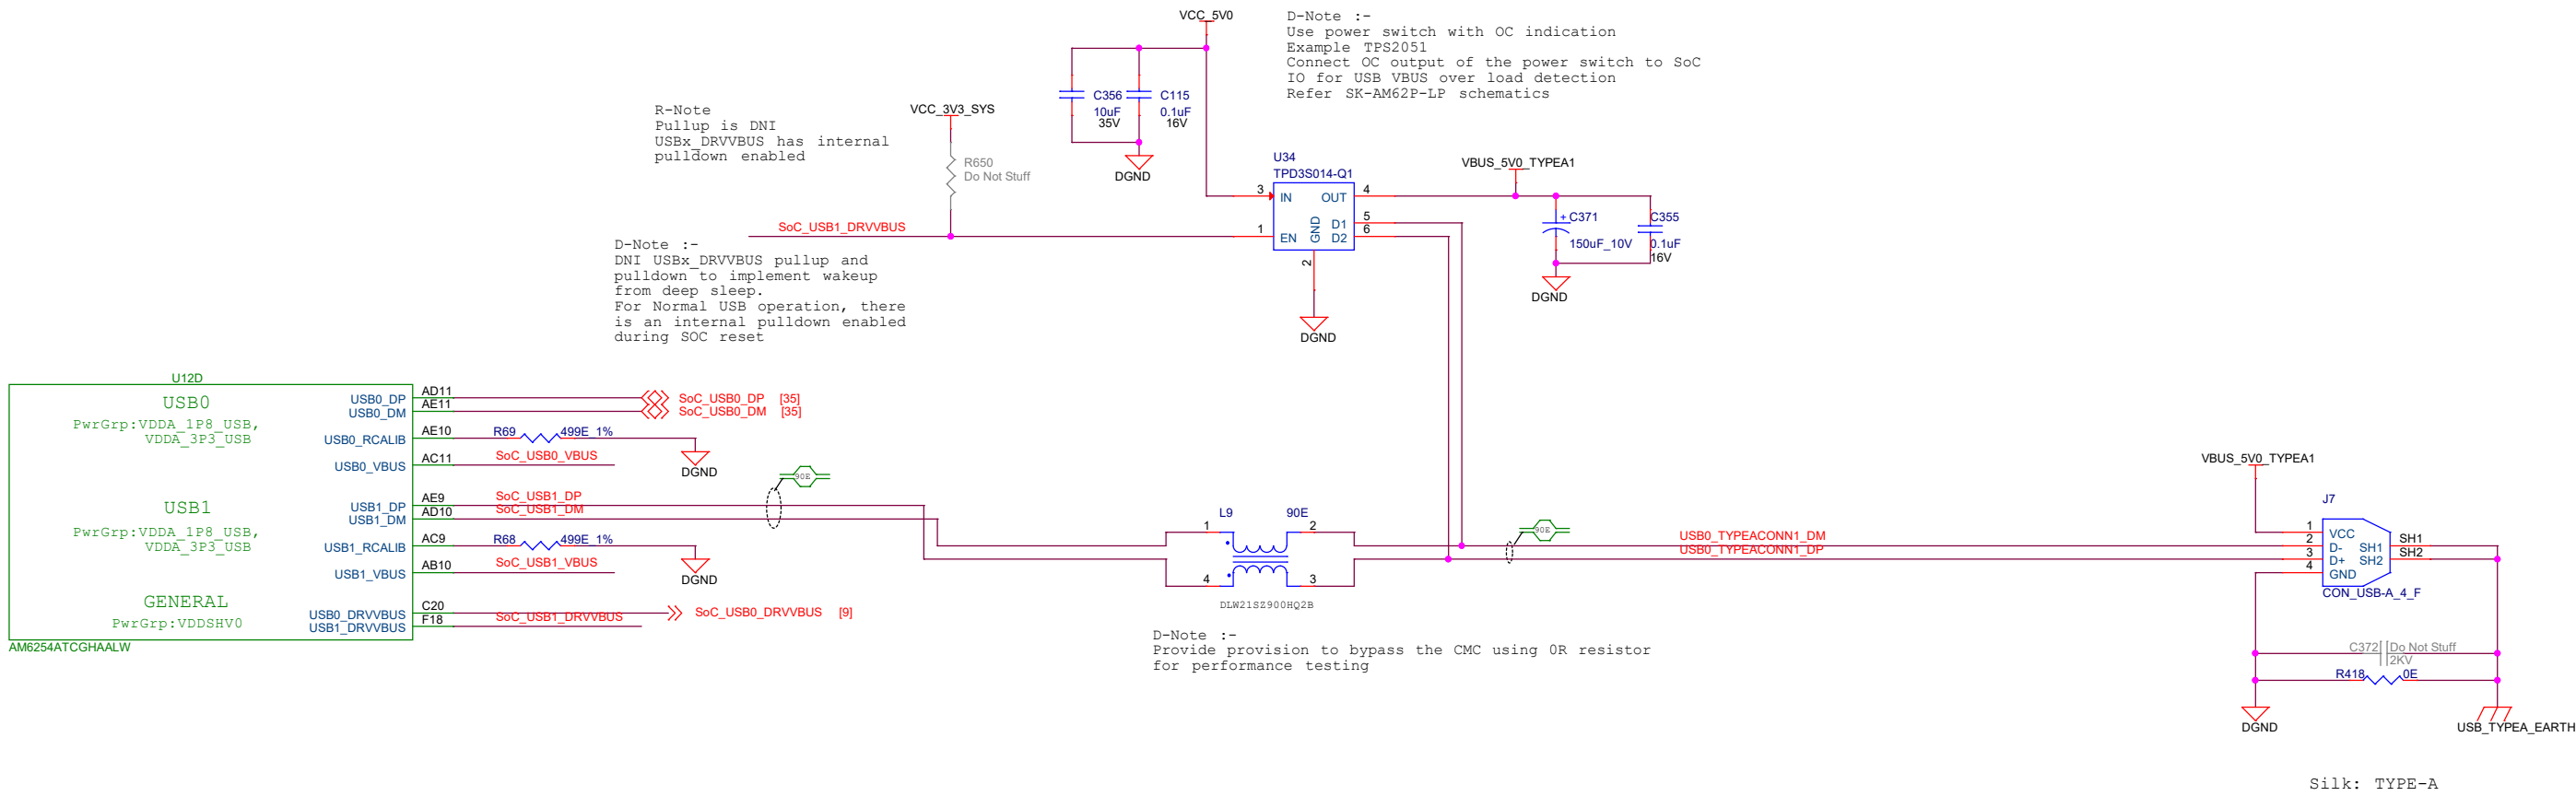 VCC_5V0
D-Note :-
Use power switch with OC indication
Example TPS2051
Connect OC output of the power switch to SoC
IO for USB VBUS over load detection
Refer SK-AM62P-LP schematics
R-Note
Pullup is DNI
USBx_DRVVBUS has internal
pulldown enabled
VCC_3V3_SYS
C356
10uF
35V
C115
0.1uF
16V
DGND
R650
Do Not Stuff
U34
TPD3S014-Q1
3 IN OUT 4
D1 5
1 EN GND D2 6
2
DGND
VBUS_5V0_TYPEA1
+ C371
150uF_10V
C355
0.1uF
16V
DGND
SoC_USB1_DRVVBUS
D-Note :-
DNI USBx_DRVVBUS pullup and
pulldown to implement wakeup
from deep sleep.
For Normal USB operation, there
is an internal pulldown enabled
during SOC reset
U12D
USB0
PwrGrp:VDDA_1P8_USB,
VDDA_3P3_USB
USB0_DP AD11 SoC_USB0_DP [35]
USB0_DM AE11 SoC_USB0_DM [35]
USB0_RCALIB AE10 R69 499E_1%
DGND
USB0_VBUS AC11 SoC_USB0_VBUS
USB1
PwrGrp:VDDA_1P8_USB,
VDDA_3P3_USB
USB1_DP AE9 SoC_USB1_DP
USB1_DM AD10 SoC_USB1_DM
USB1_RCALIB AC9 R68 499E_1%
DGND
USB1_VBUS AB10 SoC_USB1_VBUS
GENERAL
PwrGrp:VDDSHV0
USB0_DRVVBUS C20 SoC_USB0_DRVVBUS [9]
USB1_DRVVBUS F18 SoC_USB1_DRVVBUS
AM6254ATCGHAALW
90E
L9 90E
1 2
4 3
DLW21SZ900HQ2B
D-Note :-
Provide provision to bypass the CMC using 0R resistor
for performance testing
90E
USB0_TYPEACONN1_DM
USB0_TYPEACONN1_DP
VBUS_5V0_TYPEA1
J7
1 VCC
2 D- SH1 SH1
3 D+ SH2 SH2
4 GND
CON_USB-A_4_F
C372 Do Not Stuff
2KV
R418 0E
DGND
USB_TYPEA_EARTH
Silk: TYPE-A